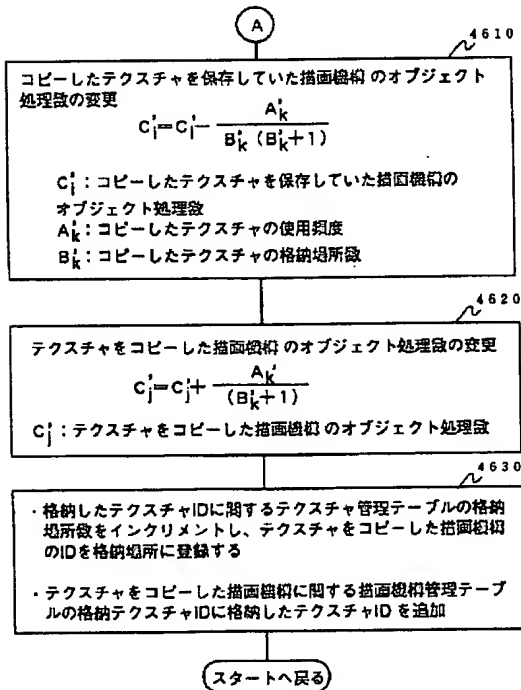 A
4610
コピーしたテクスチャを保存していた描画機構のオブジェクト
処理数の変更
C'i=C'i− A'k / B'k (B'k+1)
C'i：コピーしたテクスチャを保存していた描画機構の
オブジェクト処理数
A'k：コピーしたテクスチャの使用頻度
B'k：コピーしたテクスチャの格納場所数
4620
テクスチャをコピーした描画機構のオブジェクト処理数の変更
C'j=C'j+ Ak' / (B'k+1)
C'j：テクスチャをコピーした描画機構のオブジェクト処理数
4630
・格納したテクスチャIDに関するテクスチャ管理テーブルの格納
場所数をインクリメントし、テクスチャをコピーした描画機構
のIDを格納場所に登録する
・テクスチャをコピーした描画機構に関する描画機構管理テーブ
ルの格納テクスチャIDに格納したテクスチャIDを追加
スタートへ戻る